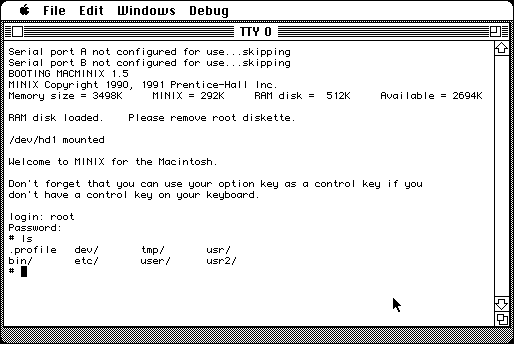 File Edit Windows Debug
TTY 0
Serial port A not configured for use...skipping
Serial port B not configured for use...skipping
BOOTING MACMINIX 1.5
MINIX Copyright 1990, 1991 Prentice-Hall Inc.
Memory size = 3498K     MINIX = 292K     RAM disk =  512K     Available = 2694K
RAM disk loaded.    Please remove root diskette.
/dev/hd1 mounted
Welcome to MINIX for the Macintosh.
Don't forget that you can use your option key as a control key if you
don't have a control key on your keyboard.
login: root
Password:
# ls
.profile   dev/       tmp/       usr/
bin/       etc/       user/      usr2/
#